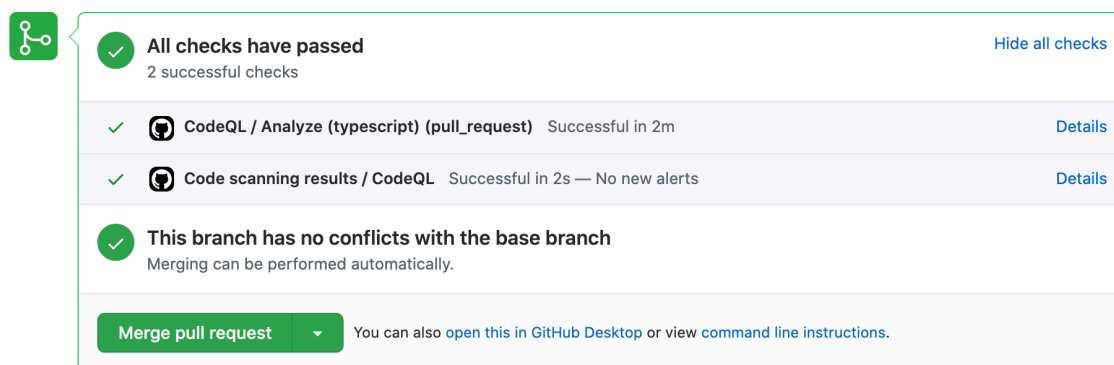 All checks have passed
Hide all checks
2 successful checks
CodeQL / Analyze (typescript) (pull_request) Successful in 2m Details
Code scanning results / CodeQL Successful in 2s — No new alerts Details
This branch has no conflicts with the base branch
Merging can be performed automatically.
Merge pull request You can also open this in GitHub Desktop or view command line instructions.